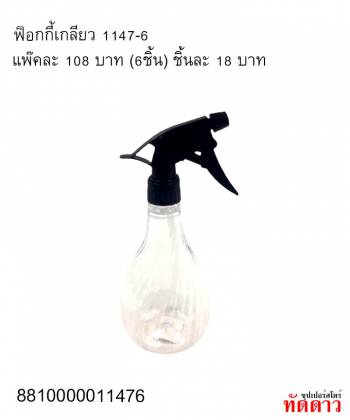 ฟ๊อกกี้เกลียว 1147-6
แพ๊คละ 108 บาท (6ชิ้น) ชิ้นละ 18 บาท
8810000011476
ซุปเปอร์สโตร์
ทัดดาว